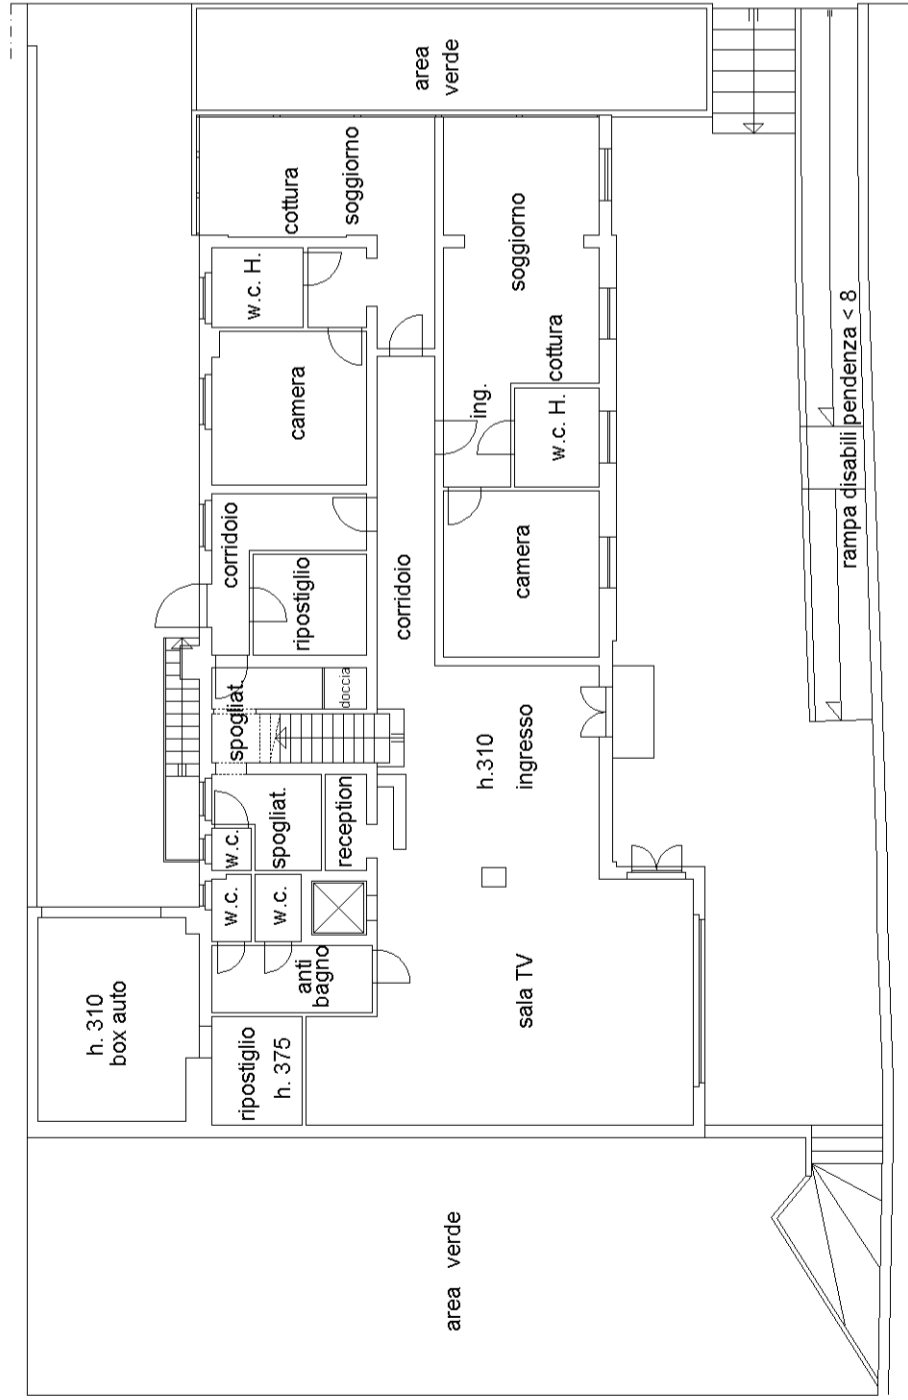 area
verde
cottura
soggiorno
w.c. H.
soggiorno
camera
ing.
cottura
w.c. H.
rampa disabili pendenza < 8
corridoio
ripostiglio
corridoio
camera
spogliat.
doccia
h.310
ingresso
w.c.
spogliat.
reception
w.c.
w.c.
anti
bagno
sala TV
h. 310
box auto
ripostiglio
h. 375
area verde